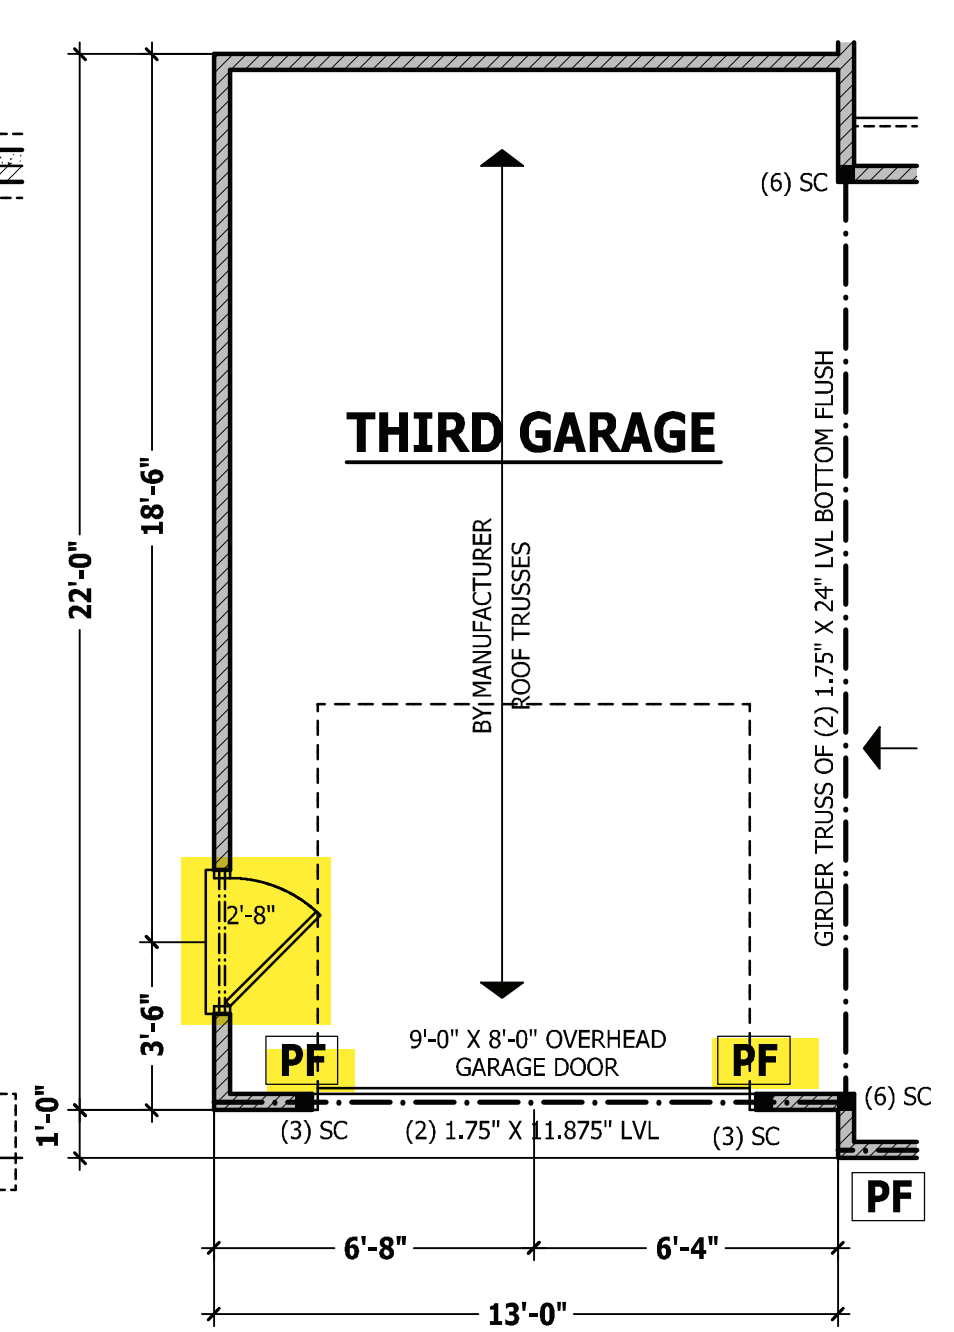 (6) SC
THIRD GARAGE
18'-6"
22'-0"
BY MANUFACTURER
ROOF TRUSSES
GIRDER TRUSS OF (2) 1.75" X 24" LVL BOTTOM FLUSH
2'-8"
3'-6"
1'-0"
PF
9'-0" X 8'-0" OVERHEAD
GARAGE DOOR
PF
(3) SC
(2) 1.75" X 11.875" LVL
(3) SC
(6) SC
PF
6'-8"
6'-4"
13'-0"